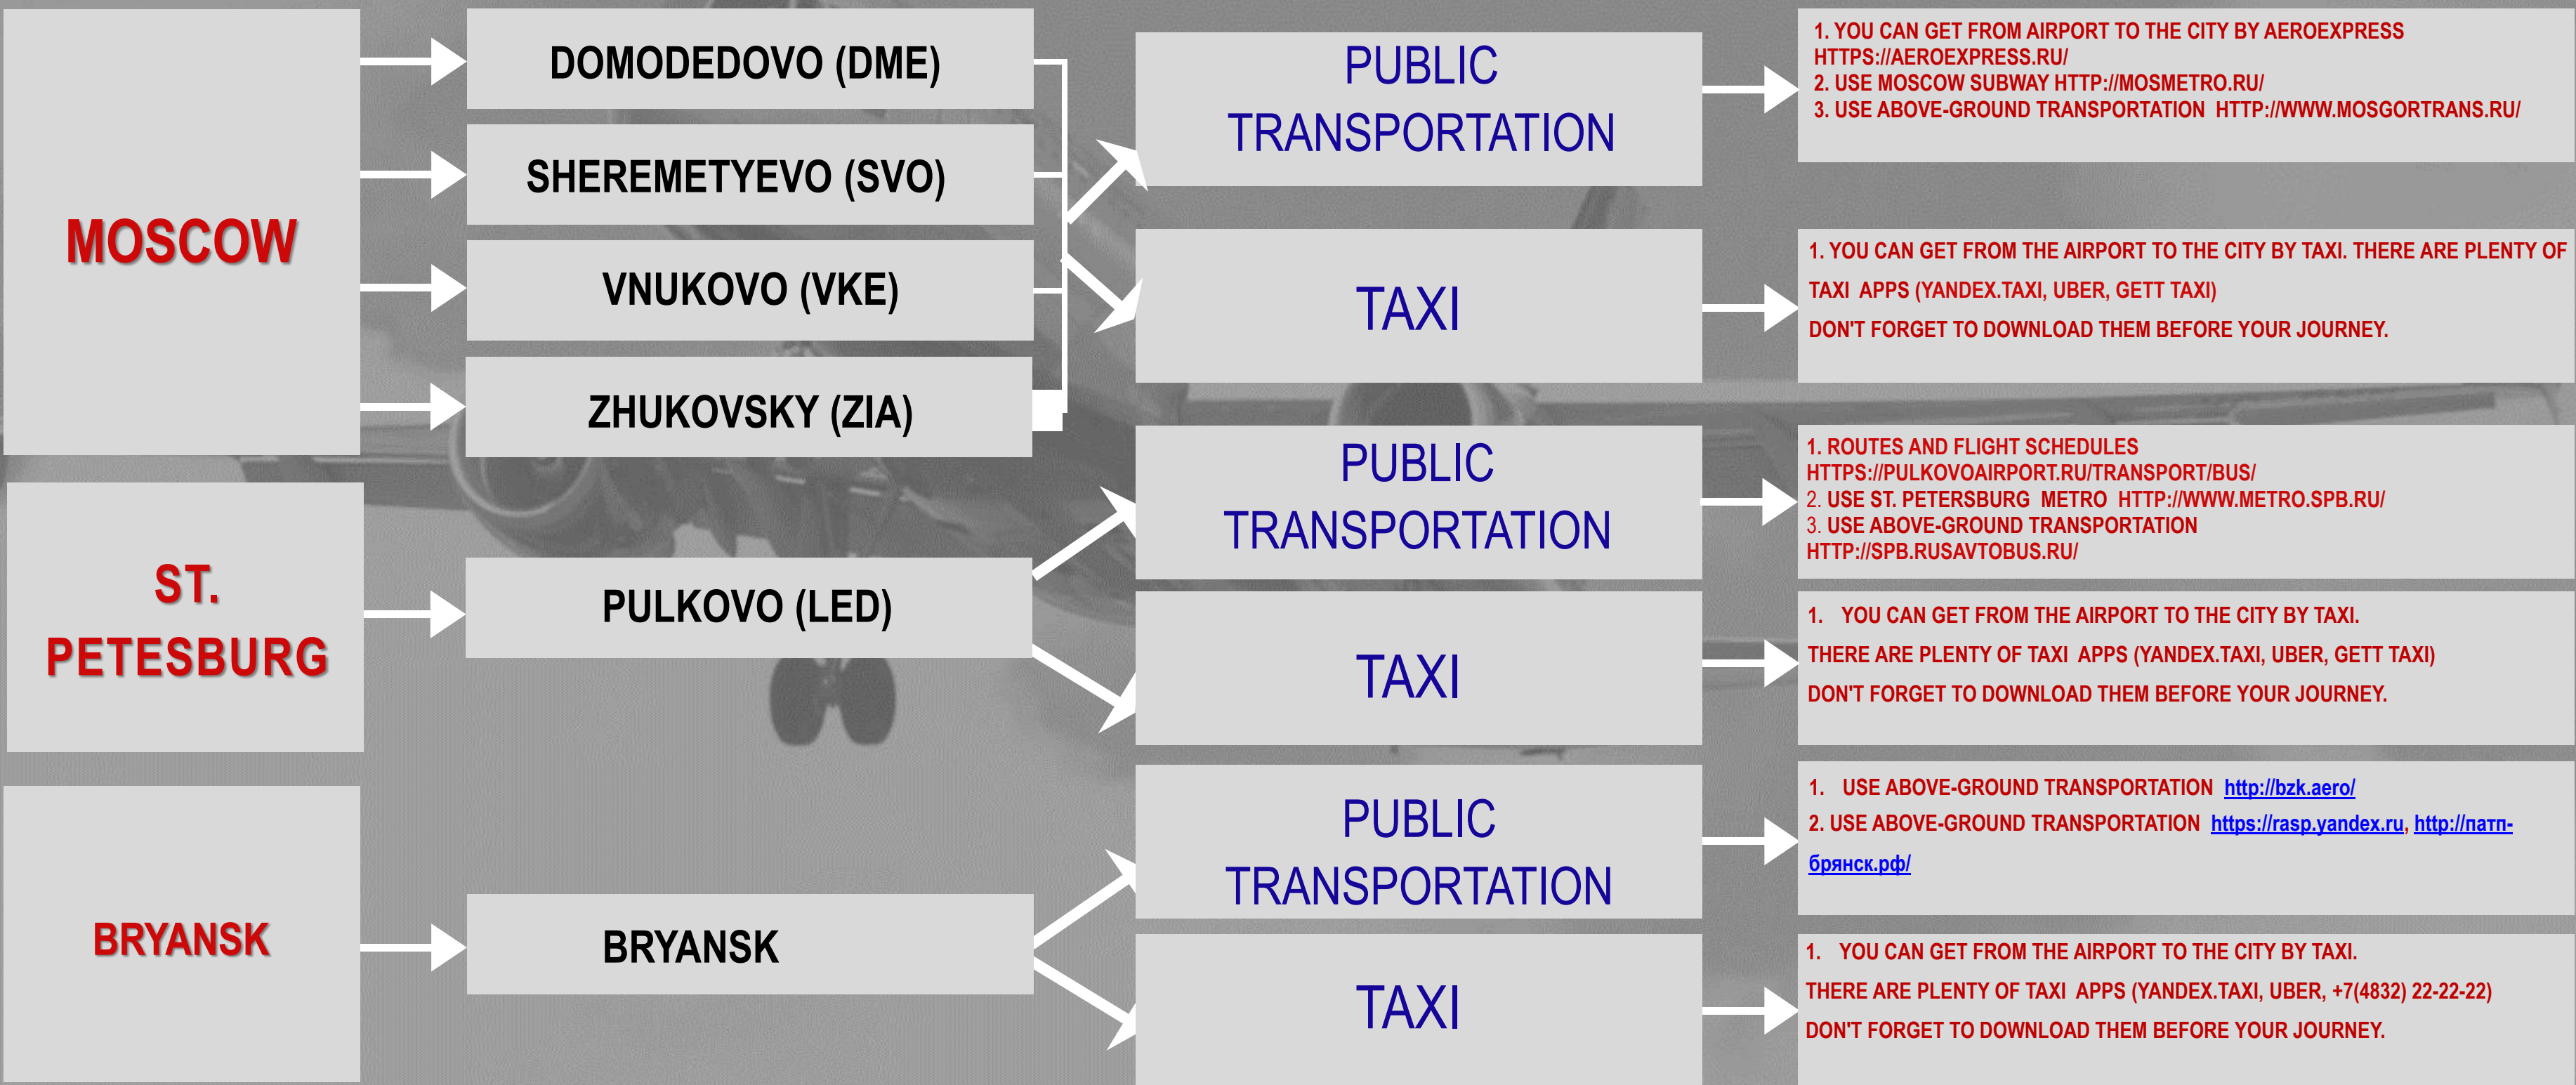 MOSCOW
DOMODEDOVO (DME)
SHEREMETYEVO (SVO)
VNUKOVO (VKE)
ZHUKOVSKY (ZIA)
PUBLIC
TRANSPORTATION
1. YOU CAN GET FROM AIRPORT TO THE CITY BY AEROEXPRESS
HTTPS://AEROEXPRESS.RU/
2. USE MOSCOW SUBWAY HTTP://MOSMETRO.RU/
3. USE ABOVE-GROUND TRANSPORTATION HTTP://WWW.MOSGORTRANS.RU/
TAXI
1. YOU CAN GET FROM THE AIRPORT TO THE CITY BY TAXI. THERE ARE PLENTY OF
TAXI APPS (YANDEX.TAXI, UBER, GETT TAXI)
DON'T FORGET TO DOWNLOAD THEM BEFORE YOUR JOURNEY.
ST.
PETESBURG
PULKOVO (LED)
PUBLIC
TRANSPORTATION
1. ROUTES AND FLIGHT SCHEDULES
HTTPS://PULKOVOAIRPORT.RU/TRANSPORT/BUS/
2. USE ST. PETERSBURG METRO HTTP://WWW.METRO.SPB.RU/
3. USE ABOVE-GROUND TRANSPORTATION
HTTP://SPB.RUSAVTOBUS.RU/
TAXI
1. YOU CAN GET FROM THE AIRPORT TO THE CITY BY TAXI.
THERE ARE PLENTY OF TAXI APPS (YANDEX.TAXI, UBER, GETT TAXI)
DON'T FORGET TO DOWNLOAD THEM BEFORE YOUR JOURNEY.
BRYANSK
BRYANSK
PUBLIC
TRANSPORTATION
1. USE ABOVE-GROUND TRANSPORTATION http://bzk.aero/
2. USE ABOVE-GROUND TRANSPORTATION https://rasp.yandex.ru, http://патп-
брянск.рф/
TAXI
1. YOU CAN GET FROM THE AIRPORT TO THE CITY BY TAXI.
THERE ARE PLENTY OF TAXI APPS (YANDEX.TAXI, UBER, +7(4832) 22-22-22)
DON'T FORGET TO DOWNLOAD THEM BEFORE YOUR JOURNEY.